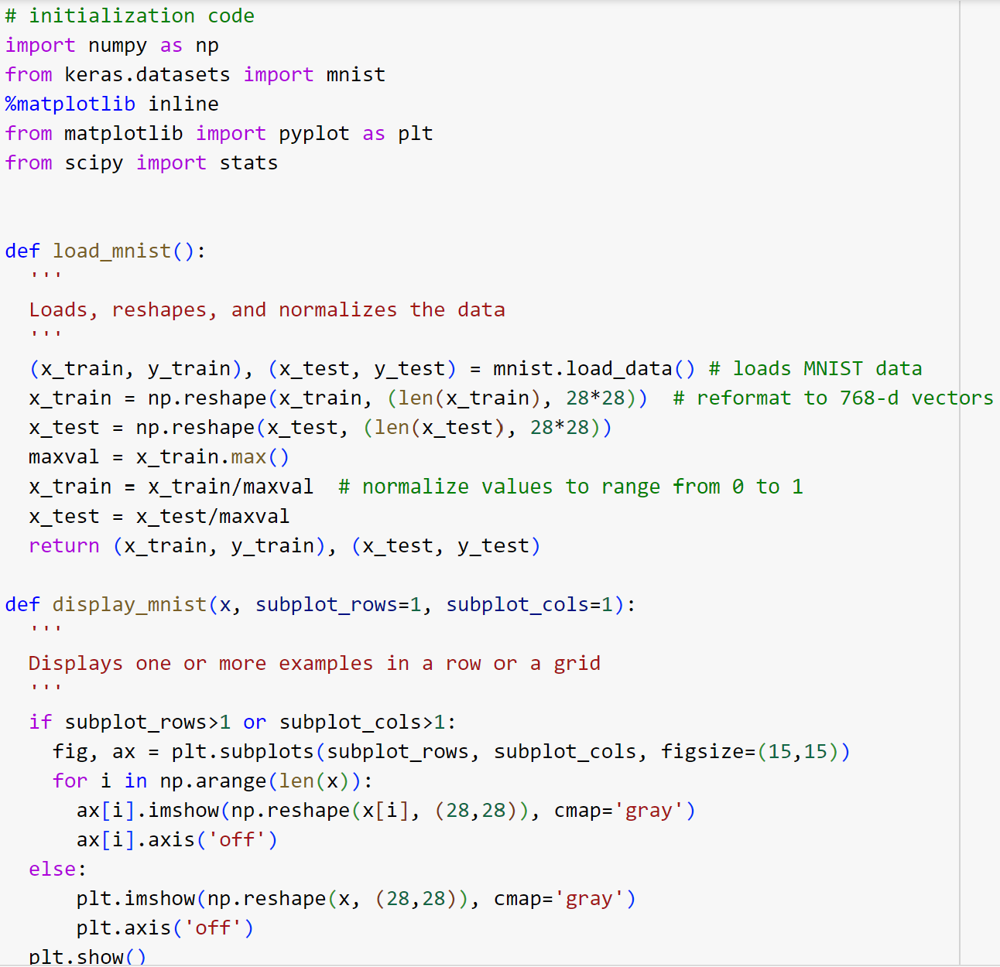 # initialization code
import numpy as np
from keras.datasets import mnist
%matplotlib inline
from matplotlib import pyplot as plt
from scipy import stats
def load_mnist():
  '''
  Loads, reshapes, and normalizes the data
  '''
  (x_train, y_train), (x_test, y_test) = mnist.load_data() # loads MNIST data
  x_train = np.reshape(x_train, (len(x_train), 28*28))  # reformat to 768-d vectors
  x_test = np.reshape(x_test, (len(x_test), 28*28))
  maxval = x_train.max()
  x_train = x_train/maxval  # normalize values to range from 0 to 1
  x_test = x_test/maxval
  return (x_train, y_train), (x_test, y_test)
def display_mnist(x, subplot_rows=1, subplot_cols=1):
  '''
  Displays one or more examples in a row or a grid
  '''
  if subplot_rows>1 or subplot_cols>1:
    fig, ax = plt.subplots(subplot_rows, subplot_cols, figsize=(15,15))
    for i in np.arange(len(x)):
      ax[i].imshow(np.reshape(x[i], (28,28)), cmap='gray')
      ax[i].axis('off')
  else:
      plt.imshow(np.reshape(x, (28,28)), cmap='gray')
      plt.axis('off')
  plt.show()